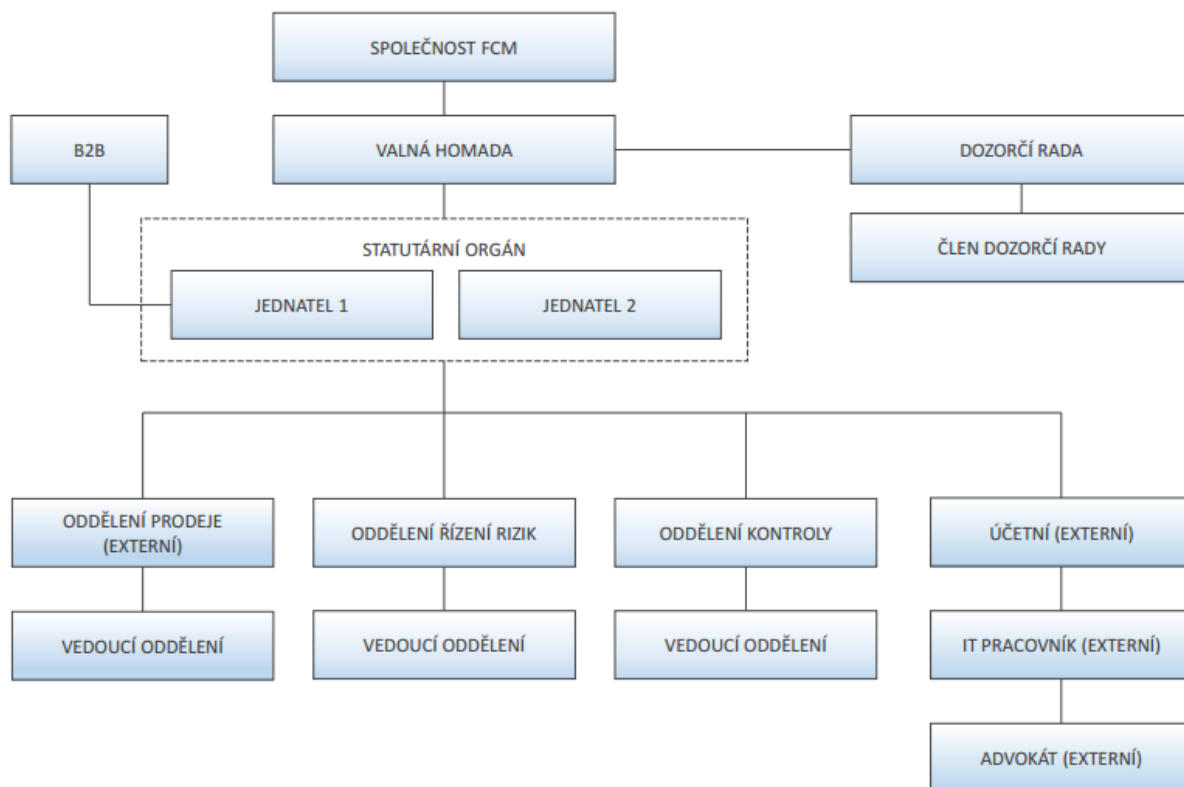 SPOLEČNOST FCM
B2B
VALNÁ HOMADA
DOZORČÍ RADA
STATUTÁRNÍ ORGÁN
ČLEN DOZORČÍ RADY
JEDNATEL 1
JEDNATEL 2
ODDĚLENÍ PRODEJE
(EXTERNÍ)
ODDĚLENÍ ŘÍZENÍ RIZIK
ODDĚLENÍ KONTROLY
ÚČETNÍ (EXTERNÍ)
VEDOUCÍ ODDĚLENÍ
VEDOUCÍ ODDĚLENÍ
VEDOUCÍ ODDĚLENÍ
IT PRACOVNÍK (EXTERNÍ)
ADVOKÁT (EXTERNÍ)